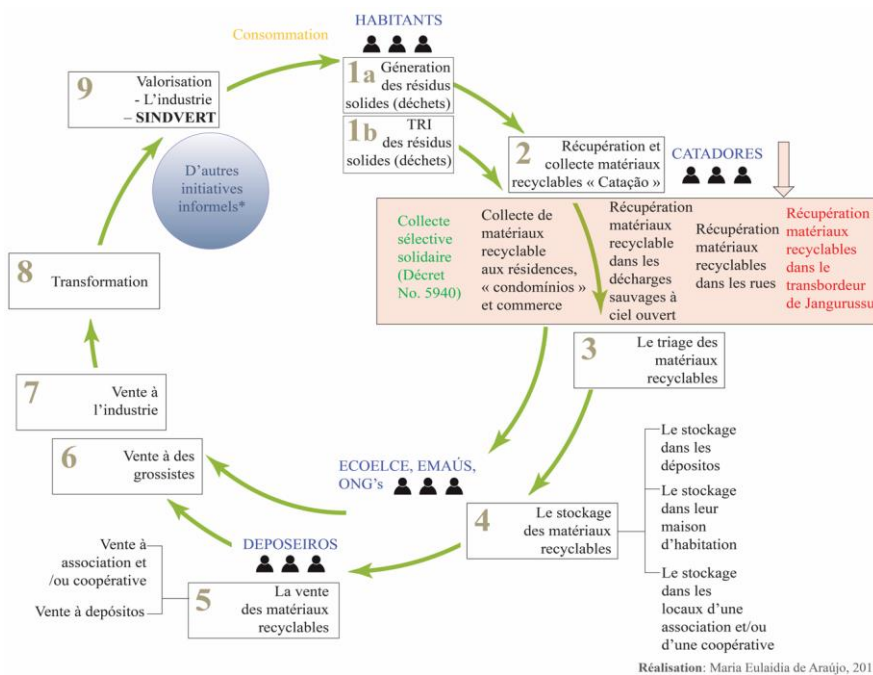 Consommation
HABITANTS
1a Géneration
des résidus
solides (déchets)
1b TRI
des résidus
solides (déchets)
9 Valorisation
- L'industrie
– SINDVERT
D'autres
initiatives
informels*
2 Récupération et
collecte matériaux
recyclables « Catação »
CATADORES
Collecte
sélective
solidaire
(Décret
No. 5940)
Collecte de
matériaux
recyclable
aux résidences,
« condomínios »
et commerce
Récupération
matériaux
recyclable
dans les
décharges
sauvages à
ciel ouvert
Récupération
matériaux
recyclables
dans les rues
Récupération
matériaux
recyclables
dans le
transbordeur
de Jangurussu
8 Transformation
3 Le triage des
matériaux
recyclables
7 Vente à
l'industrie
6 Vente à des
grossistes
ECOELCE, EMAÚS,
ONG's
4 Le stockage
des matériaux
recyclables
Le stockage
dans les
dépósitos
Le stockage
dans leur
maison
d'habitation
Le stockage
dans les
locaux d'une
association et/ou
d'une coopérative
DEPOSEIROS
5 La vente
des matériaux
recyclables
Vente à
association et
/ou coopérative
Vente à depósitos
Réalisation: Maria Eulaídia de Araújo, 201